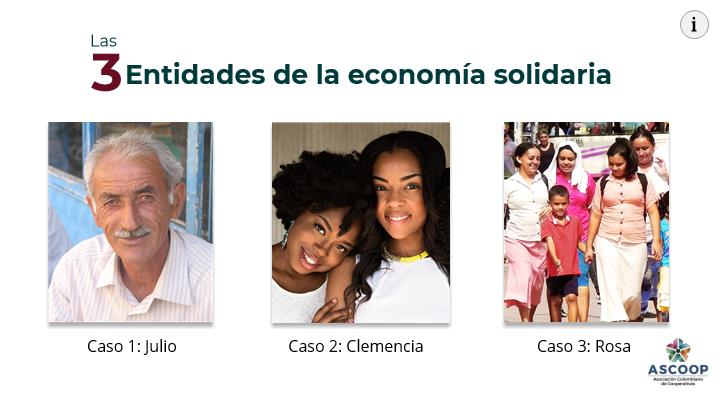 i
Las
3 Entidades de la economía solidaria
Caso 1: Julio
Caso 2: Clemencia
Caso 3: Rosa
ASCOOP
Asociación Colombiana
de Cooperativas